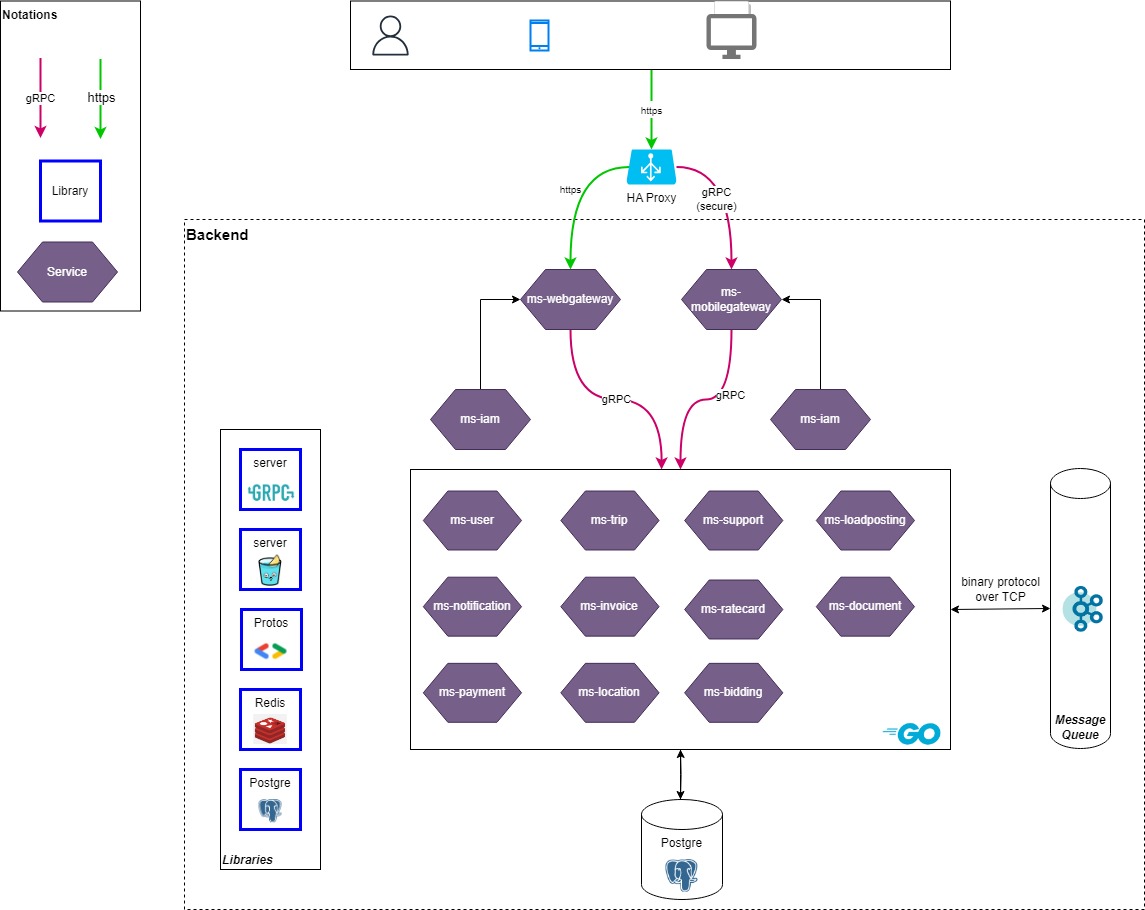 Notations
gRPC
https
Library
Service
https
HA Proxy
https
gRPC
(secure)
Backend
ms-webgateway
ms-
mobilegateway
ms-iam
gRPC
gRPC
ms-iam
server
GRPC
server
Protos
Redis
Postgre
Libraries
ms-user
ms-trip
ms-support
ms-loadposting
ms-notification
ms-invoice
ms-ratecard
ms-document
ms-payment
ms-location
ms-bidding
GO
binary protocol
over TCP
Message
Queue
Postgre